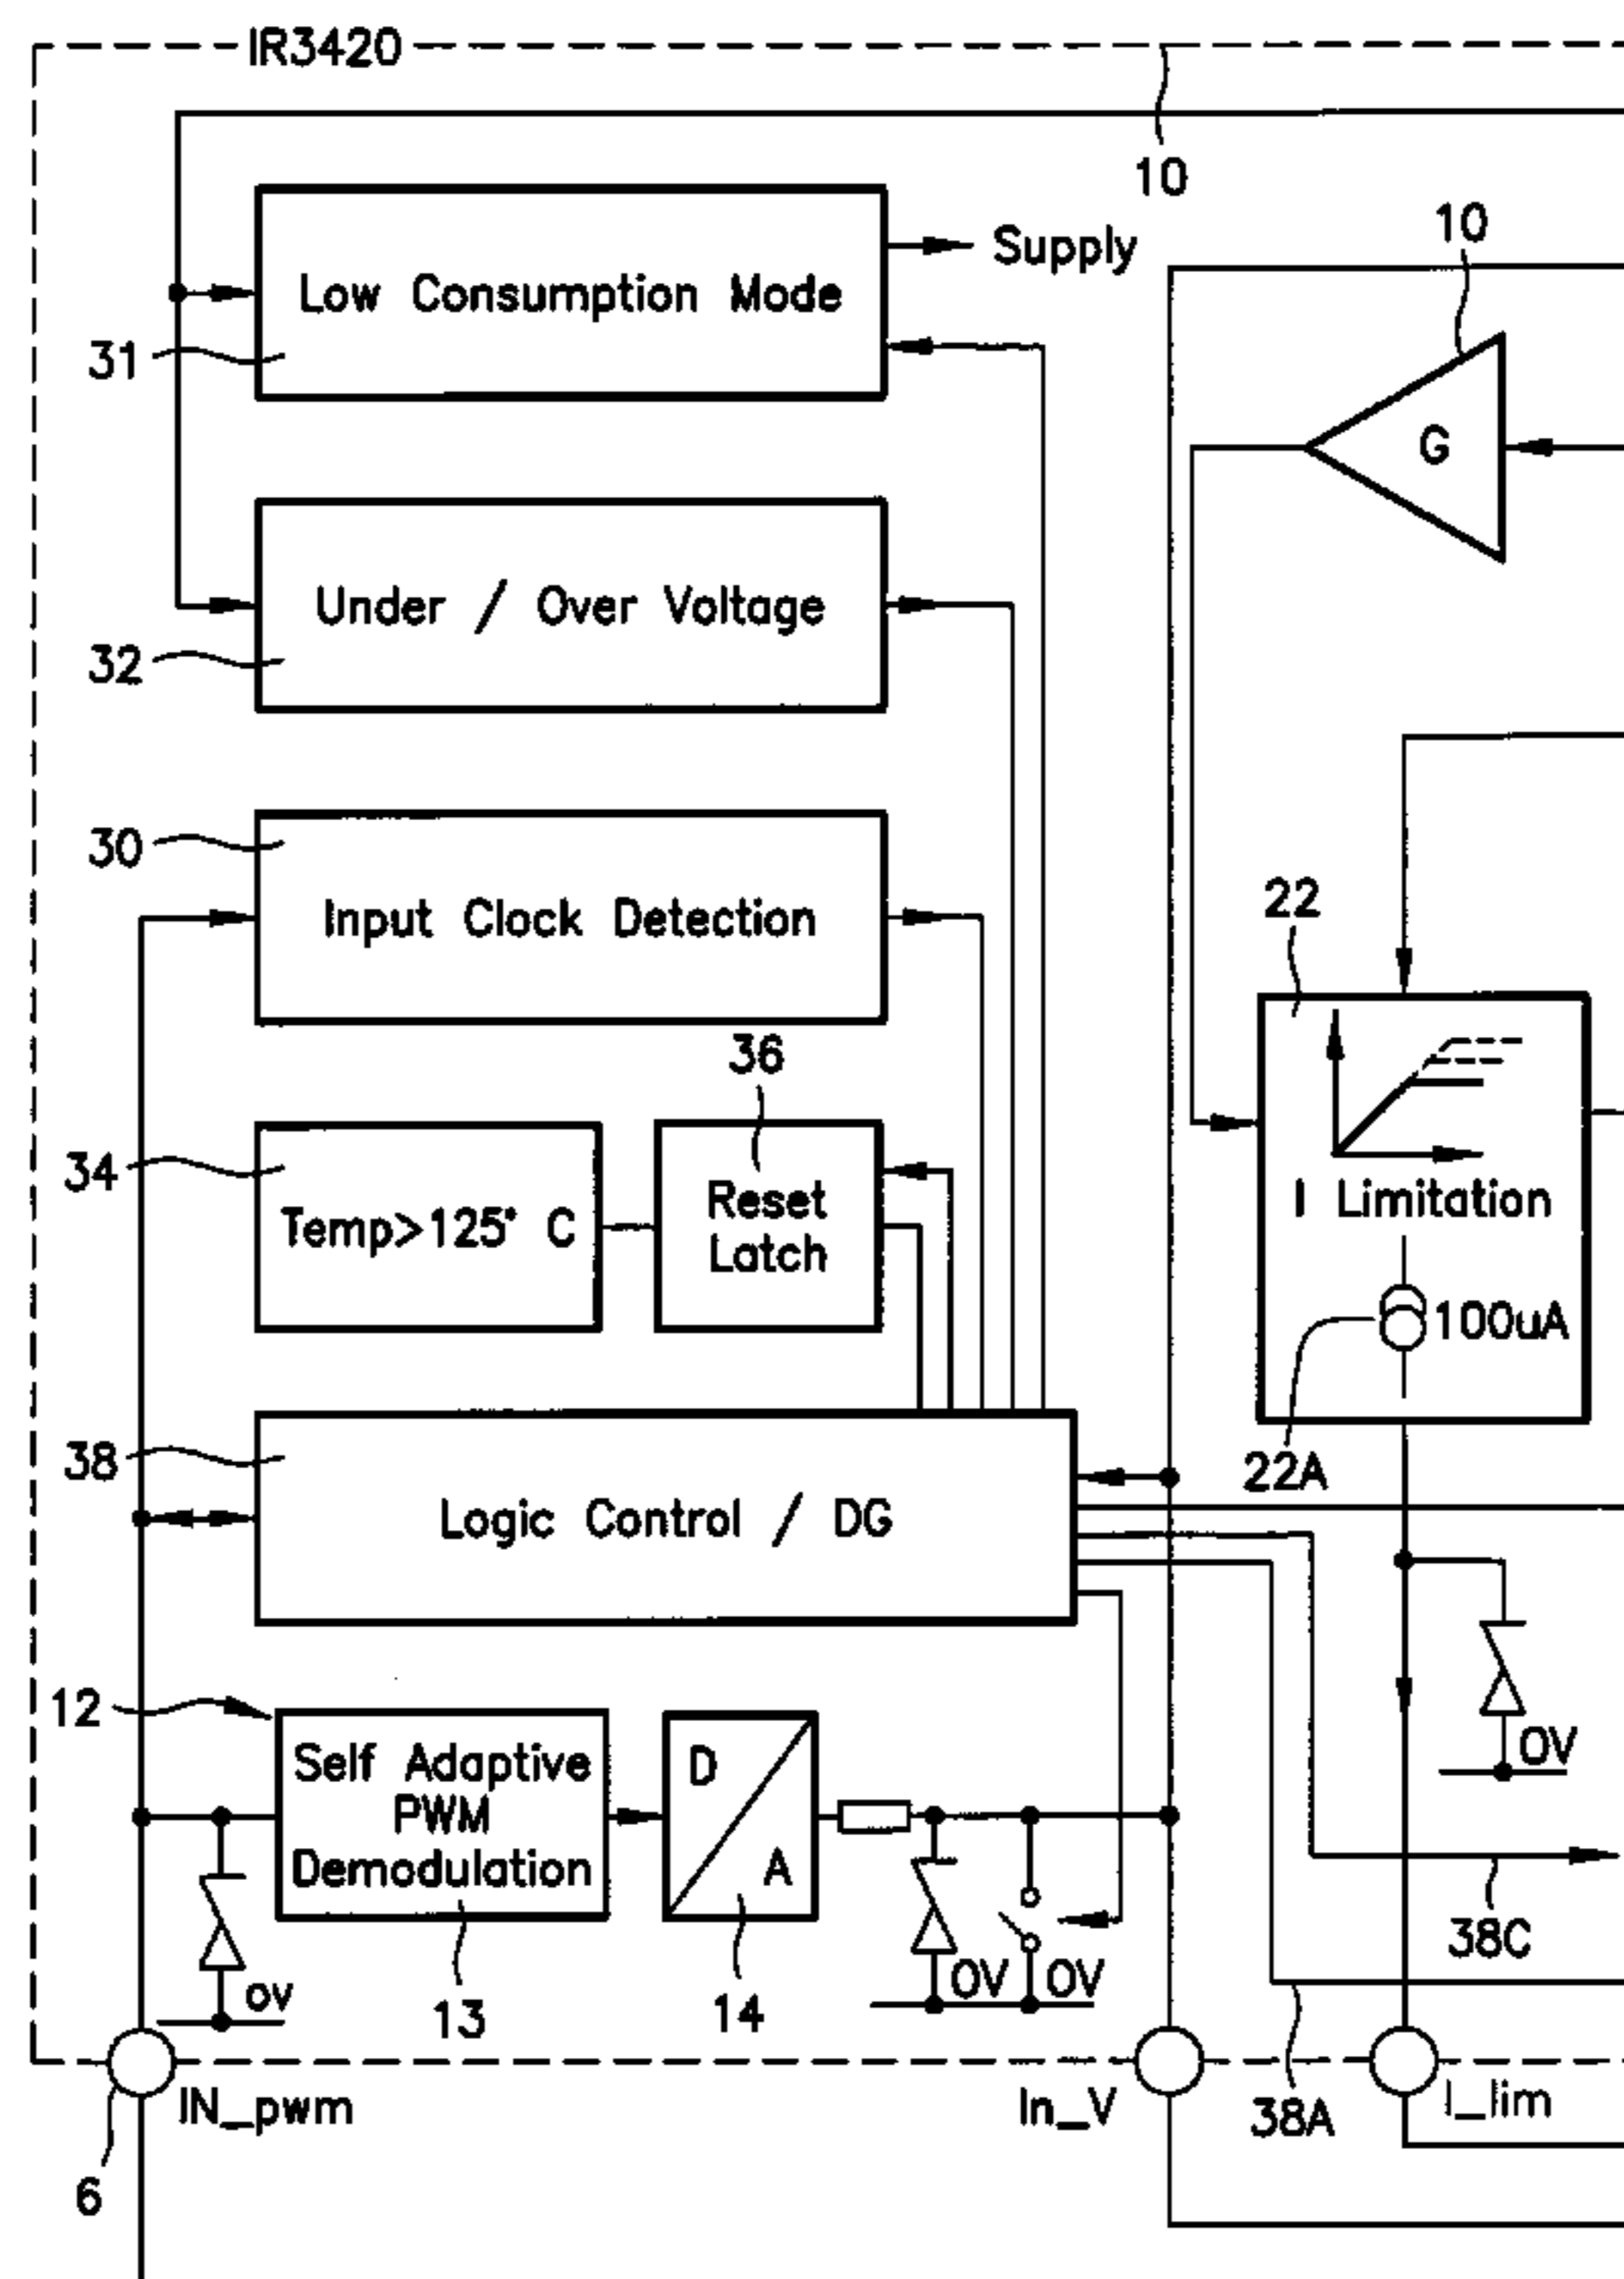 IR3420
10
10
Supply
Low Consumption Mode
31
G
Under / Over Voltage
32
30
22
Input Clock Detection
36
34
Temp>125° C
Reset
Latch
I Limitation
100uA
38
22A
Logic Control / DG
12
Self Adaptive
PWM
Demodulation
D
A
0V
38C
0V
0V
0V
13
14
IN_pwm
In_V
38A
I_lim
6